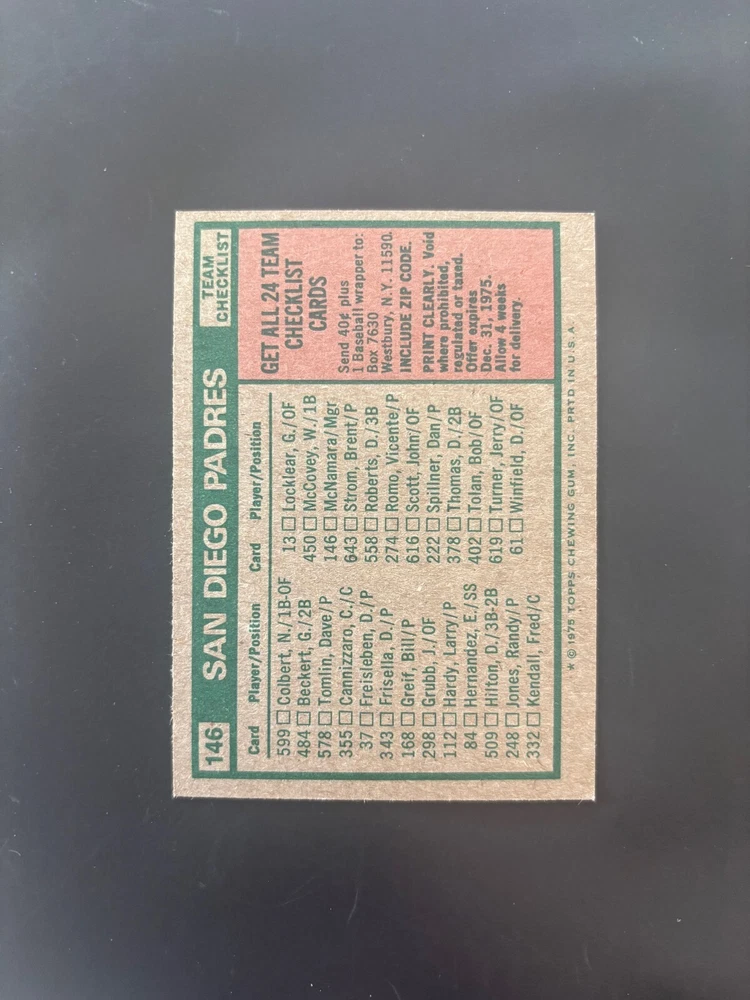 146 SAN DIEGO PADRES TEAM CHECKLIST
Card Player/Position
599 □ Colbert, N./1B-OF
484 □ Beckert, G./2B
578 □ Tomlin, Dave/P
355 □ Cannizzaro, C./C
37 □ Freisleben, D./P
343 □ Frisella, D./P
168 □ Greif, Bill/P
298 □ Grubb, J./OF
112 □ Hardy, Larry/P
84 □ Hernandez, E./SS
509 □ Hilton, D./3B-2B
248 □ Jones, Randy/P
332 □ Kendall, Fred/C
Card Player/Position
13 □ Locklear, G./OF
450 □ McCovey, W./1B
146 □ McNamara/Mgr
643 □ Strom, Brent/P
558 □ Roberts, D./3B
274 □ Romo, Vicente/P
616 □ Scott, John/OF
222 □ Spillner, Dan/P
378 □ Thomas, D./2B
402 □ Tolan, Bob/OF
619 □ Turner, Jerry/OF
61 □ Winfield, D./OF
GET ALL 24 TEAM
CHECKLIST
CARDS
Send 40¢ plus
1 Baseball wrapper to:
Box 7630
Westbury, N.Y. 11590.
INCLUDE ZIP CODE.
PRINT CLEARLY. Void
where prohibited,
regulated or taxed.
Offer expires
Dec. 31, 1975.
Allow 4 weeks
for delivery.
* © 1975 TOPPS CHEWING GUM, INC. PRTD IN U.S.A.